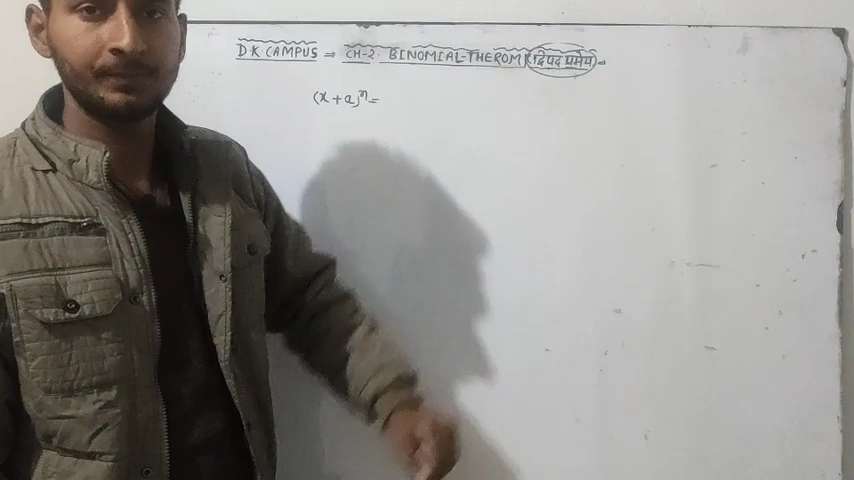 D.K. CAMPUS ⇒ CH-2. BINOMIAL-THEROM (द्विपद प्रमेय)⇒
(x + a)ⁿ =